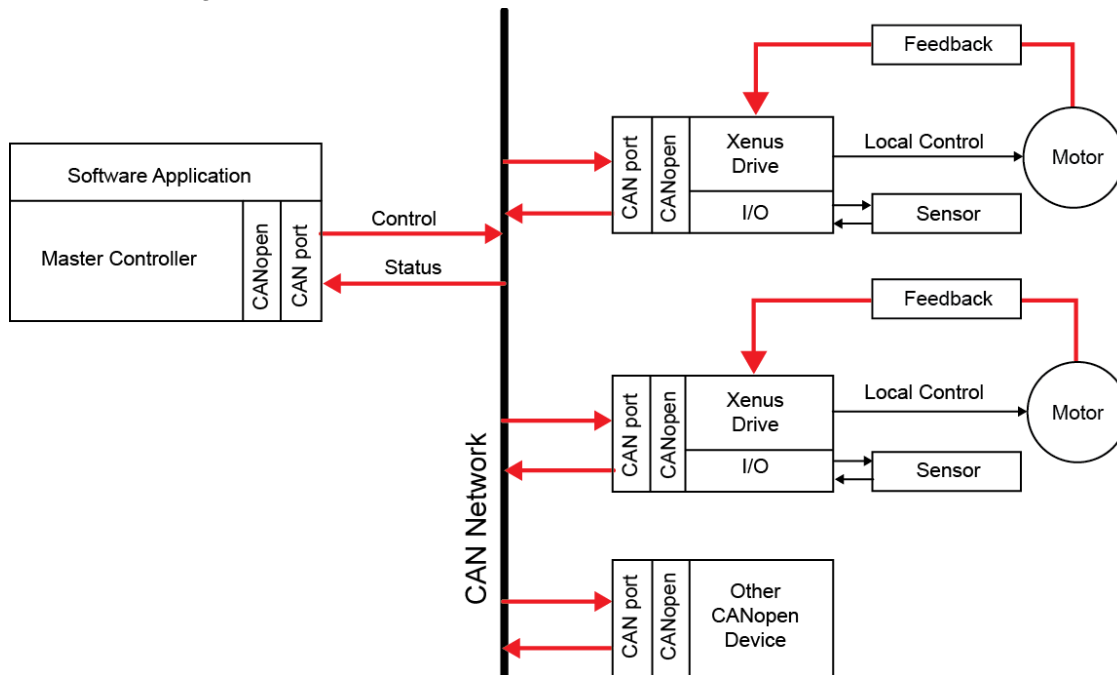 Software Application
Master Controller
CANopen
CAN port
Control
Status
CAN Network
Feedback
CAN port
CANopen
Xenus
Drive
I/O
Local Control
Motor
Sensor
Feedback
CAN port
CANopen
Xenus
Drive
I/O
Local Control
Motor
Sensor
CAN port
CANopen
Other
CANopen
Device